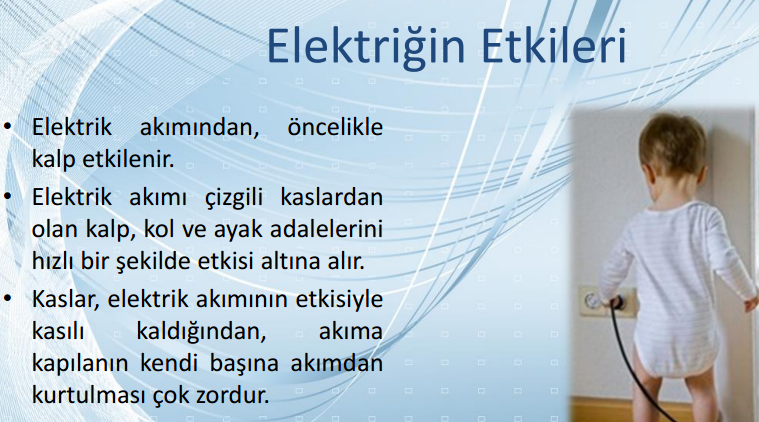 Elektriğin Etkileri
• Elektrik akımından, öncelikle
kalp etkilenir.
• Elektrik akımı çizgili kaslardan
olan kalp, kol ve ayak adalelerini
hızlı bir şekilde etkisi altına alır.
• Kaslar, elektrik akımının etkisiyle
kasılı kaldığından, akıma
kapılanın kendi başına akımdan
kurtulması çok zordur.